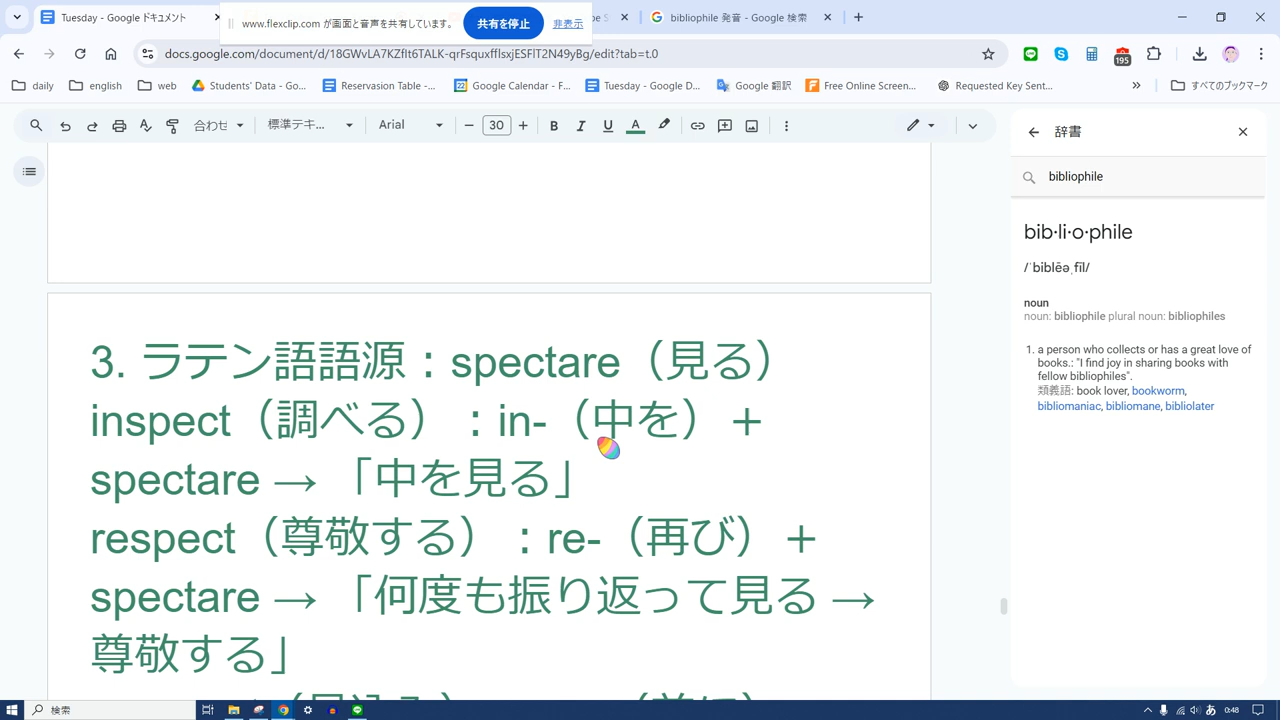 Tuesday - Google ドキュメント
www.flexclip.com が画面と音声を共有しています。
共有を停止
非表示
bibliophile 発音 - Google 検索
docs.google.com/document/d/18GWvLA7KZfIt6TALK-qrFsquxfflsxjESFlT2N49yBg/edit?tab=t.0
195
daily
english
web
Students' Data - Go...
Reservation Table -...
Google Calendar - F...
Tuesday - Google D...
Google 翻訳
Free Online Screen...
Requested Key Sent...
すべてのブックマーク
標準テキ...
Arial
30
B
I
U
A
3. ラテン語語源：spectare（見る）
inspect（調べる）：in-（中を）＋
spectare → 「中を見る」
respect（尊敬する）：re-（再び）＋
spectare → 「何度も振り返って見る →
尊敬する」
辞書
bibliophile
bib·li·o·phile
/ˈbiblēəˌfīl/
noun
noun: bibliophile plural noun: bibliophiles
1. a person who collects or has a great love of
books.: "I find joy in sharing books with
fellow bibliophiles".
類義語: book lover, bookworm,
bibliomaniac, bibliomane, bibliolater
検索
あ
0:48